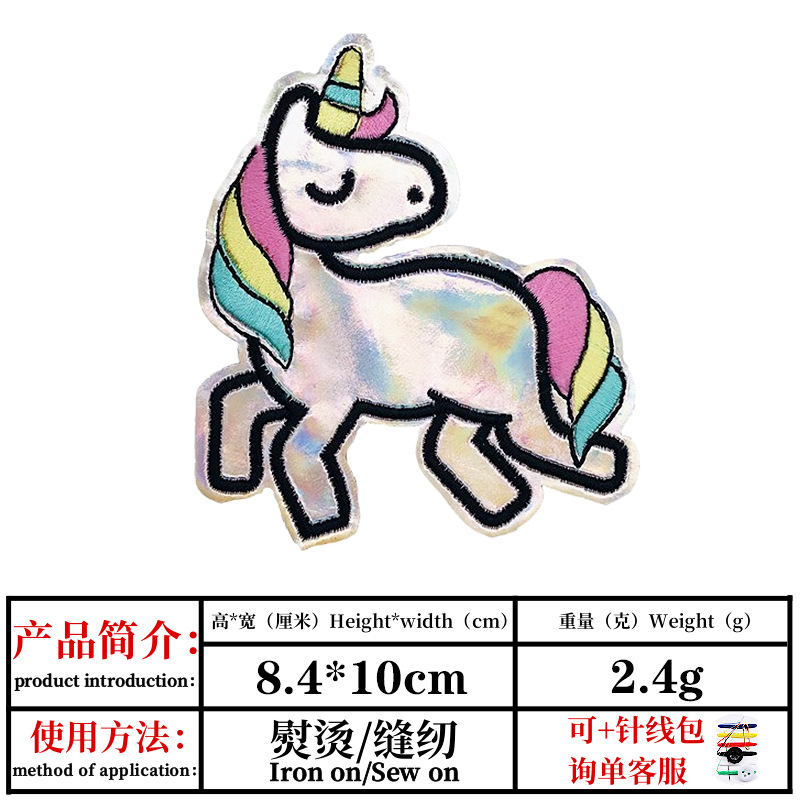 产品简介：
product introduction：
高*宽（厘米）Height*width（cm）
重量（克）Weight（g）
8.4*10cm
2.4g
使用方法：
method of application：
熨烫/缝纫
Iron on/Sew on
可+针线包
询单客服